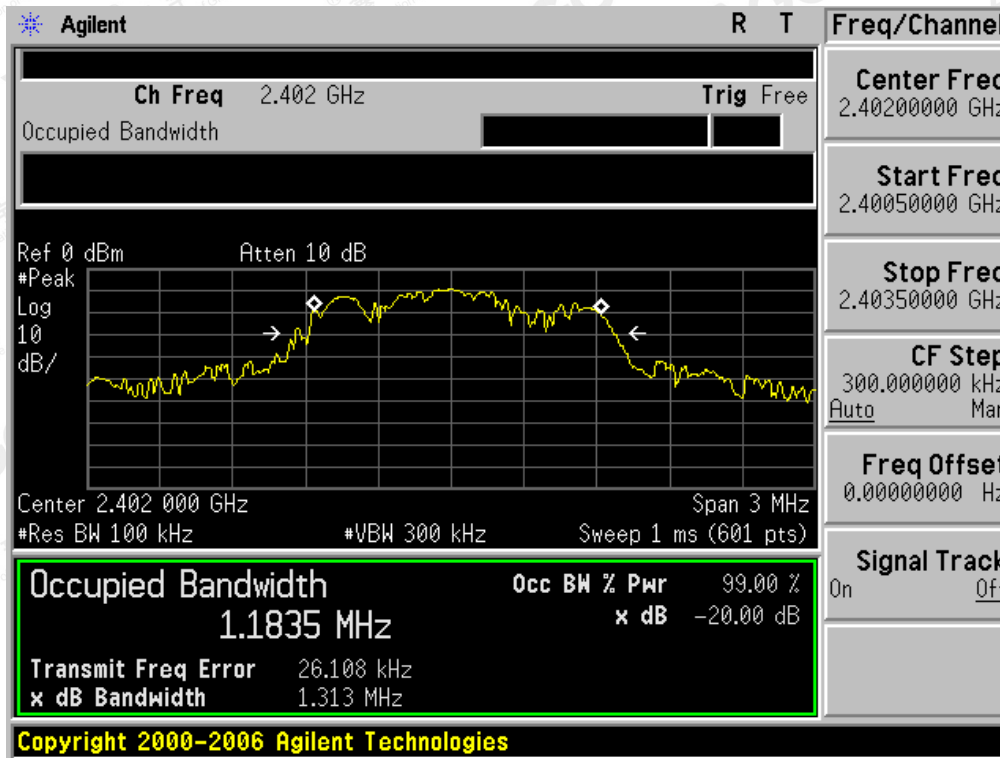 Agilent R T Freq/Channel
Ch Freq 2.402 GHz Trig Free
Occupied Bandwidth
Center Freq
2.40200000 GHz
Start Freq
2.40050000 GHz
Stop Freq
2.40350000 GHz
CF Step
300.000000 kHz
Auto Man
Freq Offset
0.00000000 Hz
Signal Track
On Off
Ref 0 dBm Atten 10 dB
#Peak
Log
10
dB/
Center 2.402 000 GHz Span 3 MHz
#Res BW 100 kHz #VBW 300 kHz Sweep 1 ms (601 pts)
Occupied Bandwidth Occ BW % Pwr 99.00 %
1.1835 MHz x dB -20.00 dB
Transmit Freq Error 26.108 kHz
x dB Bandwidth 1.313 MHz
Copyright 2000-2006 Agilent Technologies